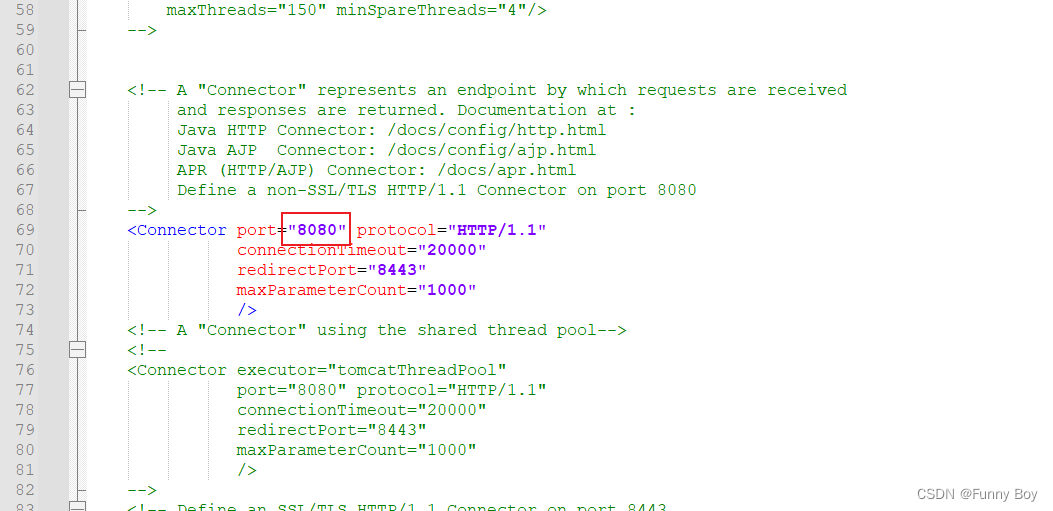 58 maxThreads="150" minSpareThreads="4"/>
59 -->
60
61
62 <!-- A "Connector" represents an endpoint by which requests are received
63 and responses are returned. Documentation at :
64 Java HTTP Connector: /docs/config/http.html
65 Java AJP  Connector: /docs/config/ajp.html
66 APR (HTTP/AJP) Connector: /docs/apr.html
67 Define a non-SSL/TLS HTTP/1.1 Connector on port 8080
68 -->
69 <Connector port="8080" protocol="HTTP/1.1"
70 connectionTimeout="20000"
71 redirectPort="8443"
72 maxParameterCount="1000"
73 />
74 <!-- A "Connector" using the shared thread pool-->
75 <!--
76 <Connector executor="tomcatThreadPool"
77 port="8080" protocol="HTTP/1.1"
78 connectionTimeout="20000"
79 redirectPort="8443"
80 maxParameterCount="1000"
81 />
82 -->
83 <!-- Define an SSL/TLS HTTP/1.1 Connector on port 8443
CSDN @Funny Boy